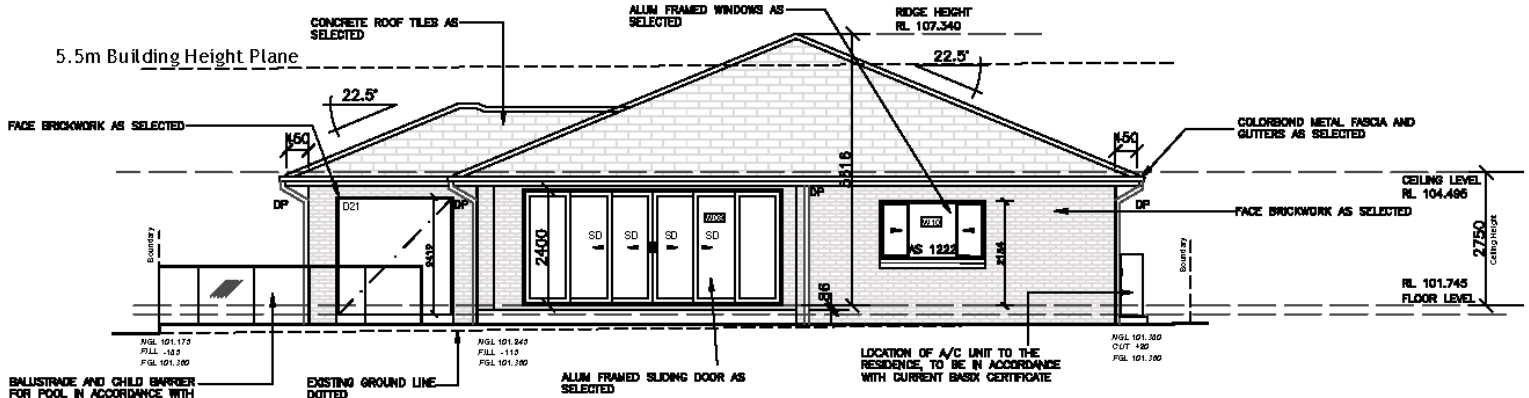 CONCRETE ROOF TILES AS
SELECTED
ALUM FRAMED WINDOWS AS
SELECTED
RIDGE HEIGHT
RL 107.340
5.5m Building Height Plane
22.5°
22.5°
FACE BRICKWORK AS SELECTED
450
450
COLORBOND METAL FASCIA AND
GUTTERS AS SELECTED
CEILING LEVEL
RL 104.495
DP
D21
DP
DP
DP
FACE BRICKWORK AS SELECTED
SD
SD
SD
SD
W10
AS 1222
2400
2419
2750
Ceiling Height
Boundary
Boundary
RL 101.745
FLOOR LEVEL
86
NGL 101.175
FILL -185
FGL 101.360
NGL 101.245
FILL -115
FGL 101.360
NGL 101.380
CUT +20
FGL 101.360
BALUSTRADE AND CHILD BARRIER
FOR POOL IN ACCORDANCE WITH
EXISTING GROUND LINE
DOTTED
ALUM FRAMED SLIDING DOOR AS
SELECTED
LOCATION OF A/C UNIT TO THE
RESIDENCE, TO BE IN ACCORDANCE
WITH CURRENT BASIX CERTIFICATE